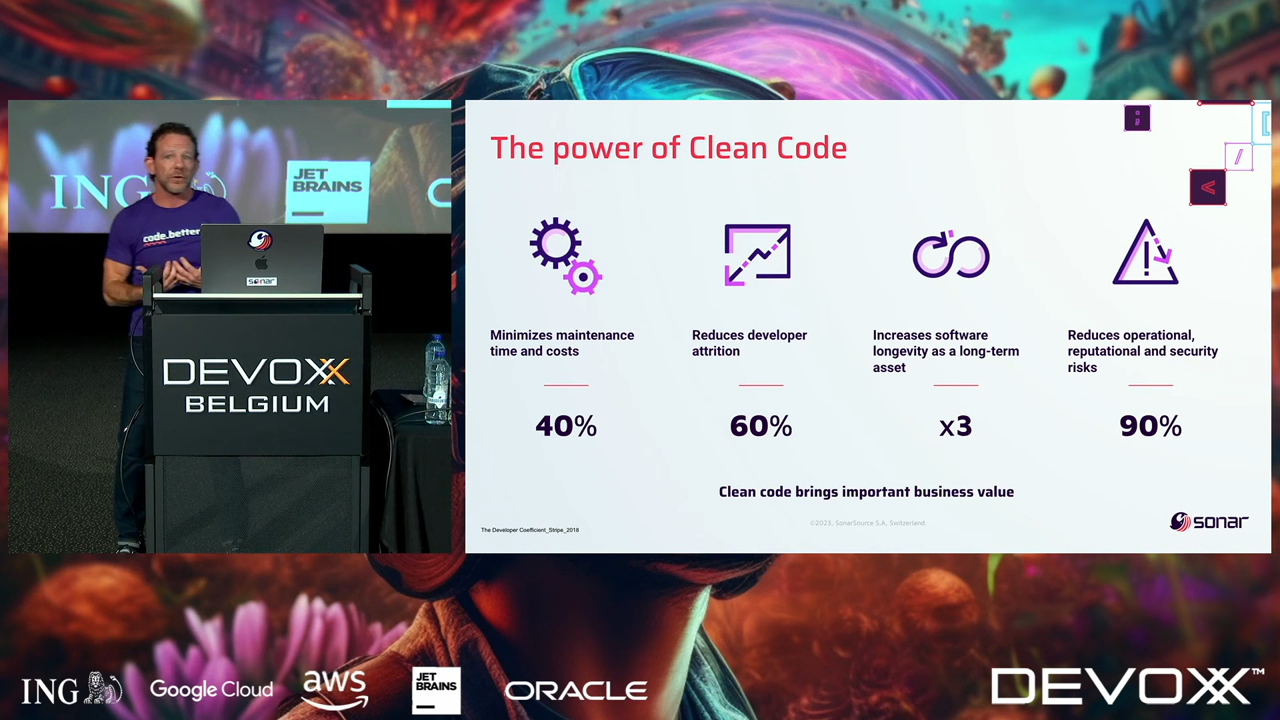 ING
JET
BRAINS
code.better
sonar
DEVOXX
BELGIUM
The power of Clean Code
;
/
<
Minimizes maintenance
time and costs
40%
Reduces developer
attrition
60%
Increases software
longevity as a long-term
asset
x3
Reduces operational,
reputational and security
risks
90%
Clean code brings important business value
©2023, SonarSource S.A, Switzerland.
The Developer Coefficient_Stripe_2018
sonar
ING
Google Cloud
aws
JET
BRAINS
ORACLE
DEVOXX™